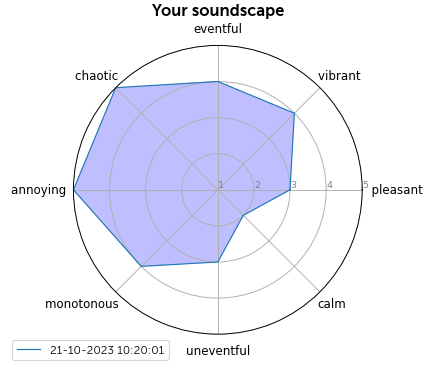 Your soundscape
eventful
chaotic
vibrant
annoying
1
2
3
4
5
pleasant
monotonous
calm
uneventful
21-10-2023 10:20:01